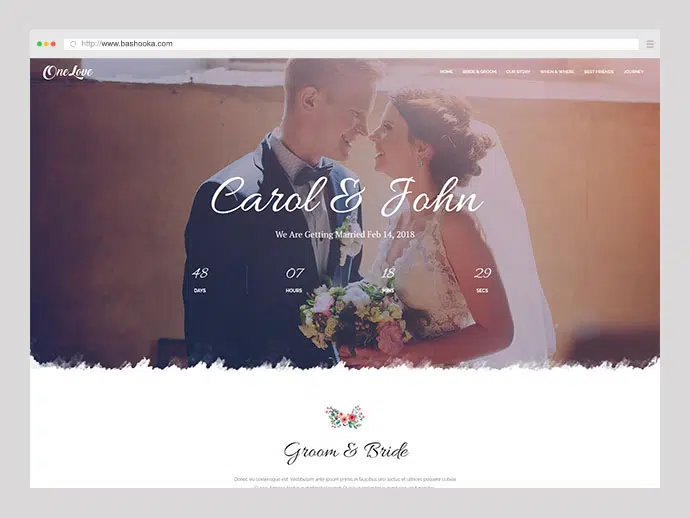 http://www.bashooka.com
OneLove
HOME BRIDE & GROOM OUR STORY WHEN & WHERE BEST FRIENDS JOURNEY
Carol & John
We Are Getting Married Feb 14, 2018
48 07 18 29
DAYS HOURS MINS SECS
Groom & Bride
Donec eu scelerisque est. Vestibulum ante ipsum primis in faucibus orci luctus et ultrices posuere cubilia